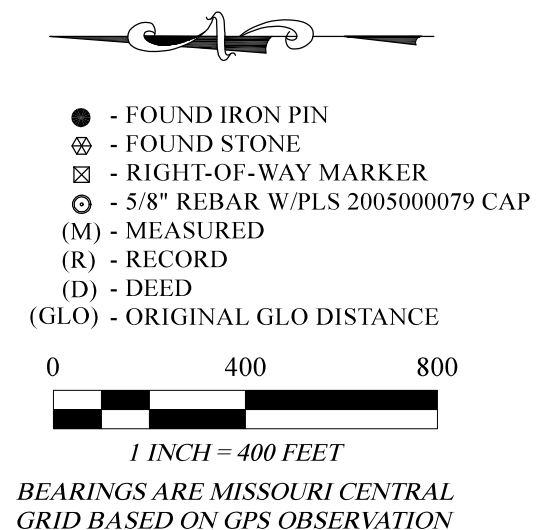 N
- FOUND IRON PIN
- FOUND STONE
- RIGHT-OF-WAY MARKER
- 5/8" REBAR W/PLS 2005000079 CAP
(M) - MEASURED
(R) - RECORD
(D) - DEED
(GLO) - ORIGINAL GLO DISTANCE
0 400 800
1 INCH = 400 FEET
BEARINGS ARE MISSOURI CENTRAL
GRID BASED ON GPS OBSERVATION